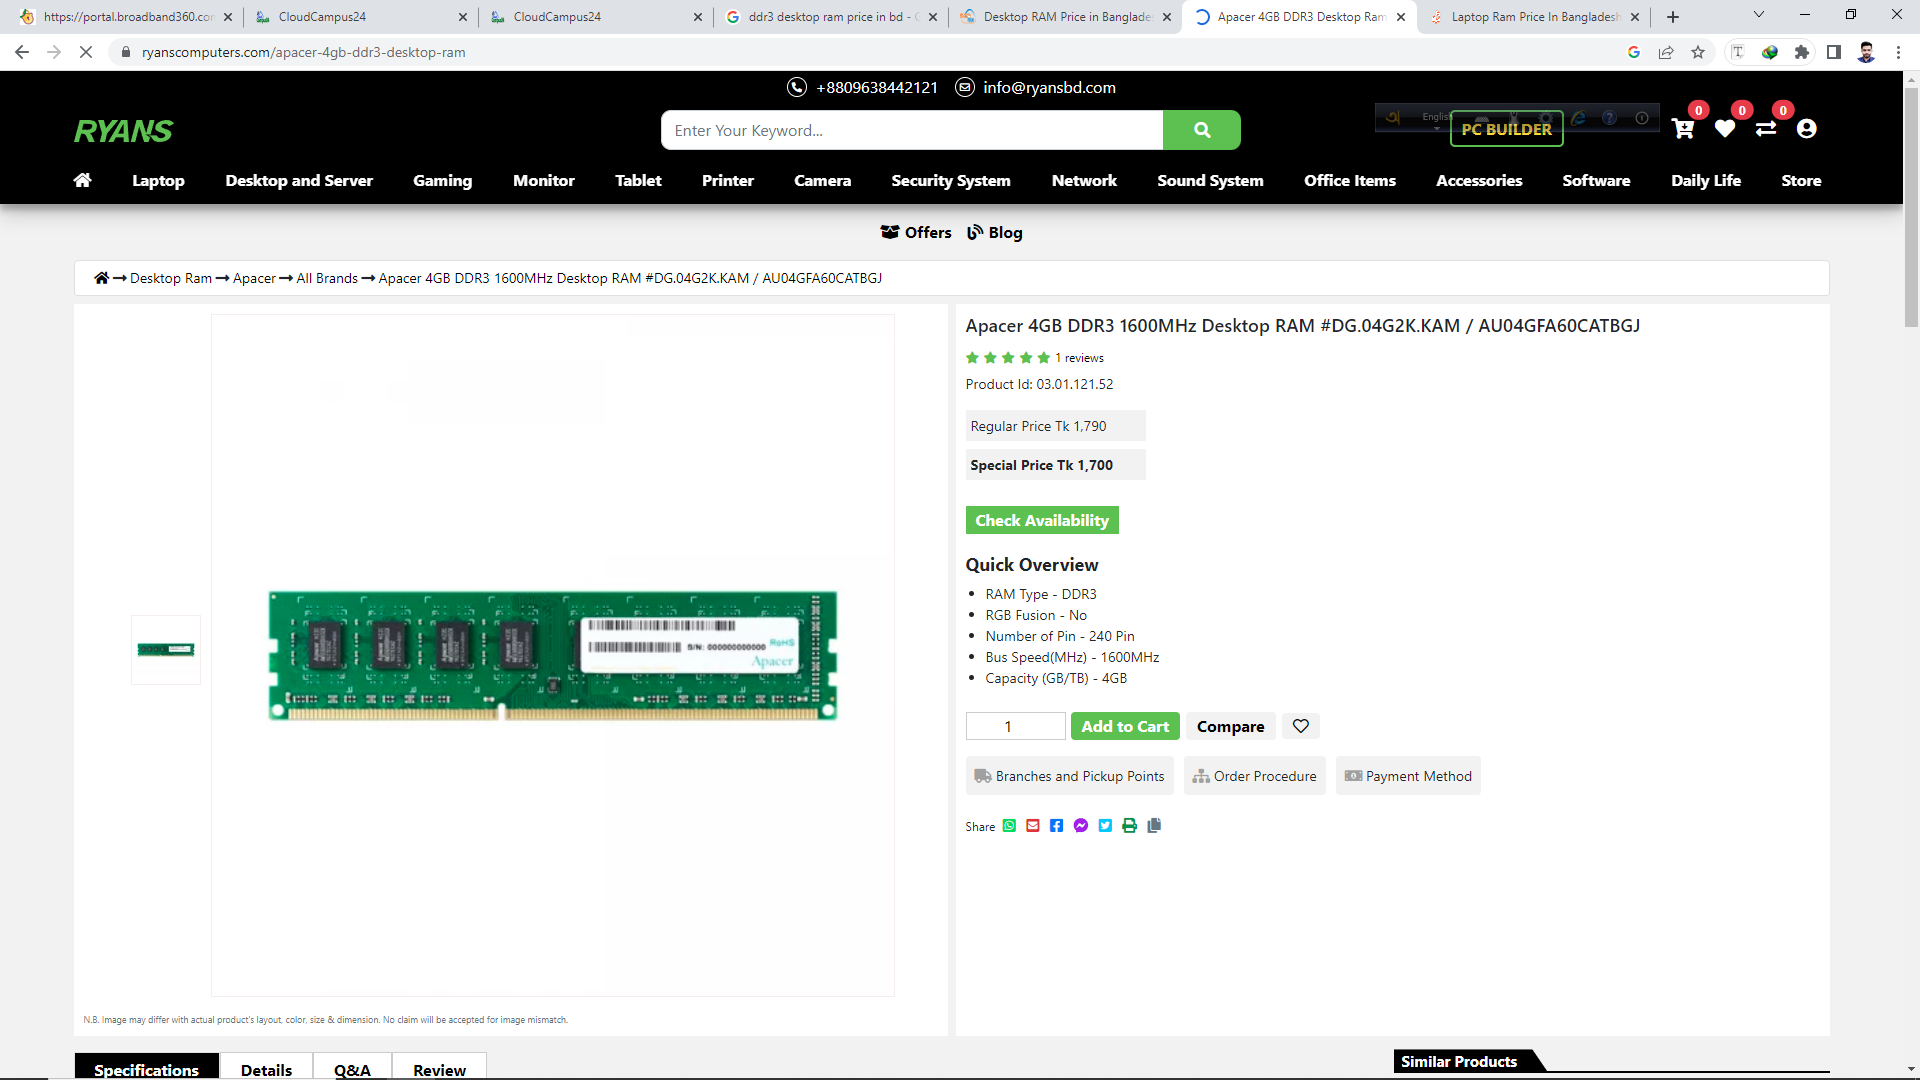 https://portal.broadband360.co
CloudCampus24
CloudCampus24
ddr3 desktop ram price in bd -
Desktop RAM Price in Banglade
Apacer 4GB DDR3 Desktop Ram
Laptop Ram Price In Bangladesh
ryanscomputers.com/apacer-4gb-ddr3-desktop-ram
+8809638442121 info@ryansbd.com
RYANS
Enter Your Keyword...
English
PC BUILDER
0 0 0
Laptop Desktop and Server Gaming Monitor Tablet Printer Camera Security System Network Sound System Office Items Accessories Software Daily Life Store
Offers Blog
Desktop Ram Apacer All Brands Apacer 4GB DDR3 1600MHz Desktop RAM #DG.04G2K.KAM / AU04GFA60CATBGJ
Apacer 4GB DDR3 1600MHz Desktop RAM #DG.04G2K.KAM / AU04GFA60CATBGJ
1 reviews
Product Id: 03.01.121.52
Regular Price Tk 1,790
Special Price Tk 1,700
Check Availability
Quick Overview
RAM Type - DDR3
RGB Fusion - No
Number of Pin - 240 Pin
Bus Speed(MHz) - 1600MHz
Capacity (GB/TB) - 4GB
RoHS
S/N: 000000000000
Apacer
1 Add to Cart Compare
Branches and Pickup Points Order Procedure Payment Method
Share
N.B. Image may differ with actual product's layout, color, size & dimension. No claim will be accepted for image mismatch.
Specifications Details Q&A Review
Similar Products